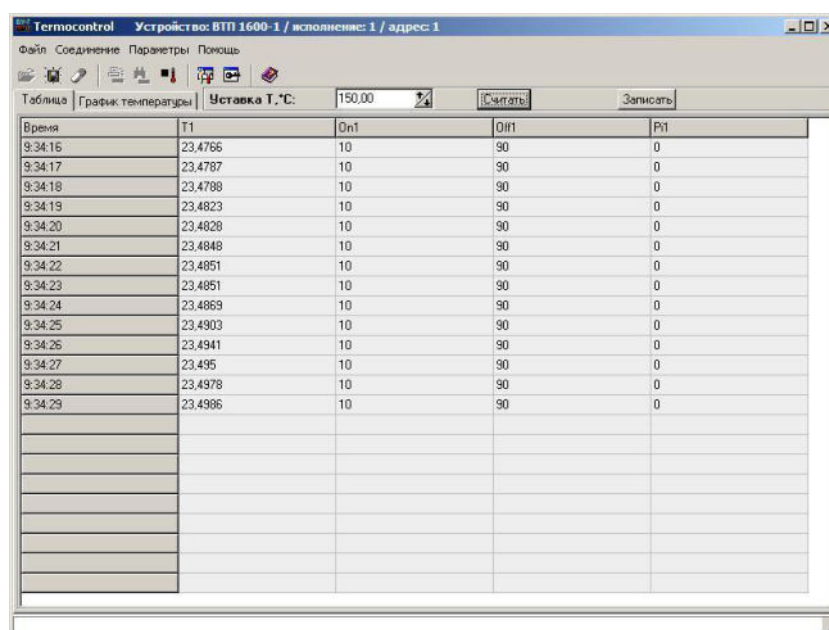 Termocontrol Устройство: ВТП 1600-1 / исполнение: 1 / адрес: 1
Файл Соединение Параметры Помощь
Таблица График температуры Уставка T,°C: 150,00 Считать Записать
Время T1 On1 Off1 Pi1
9:34:16 23,4766 10 90 0
9:34:17 23,4787 10 90 0
9:34:18 23,4788 10 90 0
9:34:19 23,4823 10 90 0
9:34:20 23,4828 10 90 0
9:34:21 23,4848 10 90 0
9:34:22 23,4851 10 90 0
9:34:23 23,4851 10 90 0
9:34:24 23,4869 10 90 0
9:34:25 23,4903 10 90 0
9:34:26 23,4941 10 90 0
9:34:27 23,495 10 90 0
9:34:28 23,4978 10 90 0
9:34:29 23,4986 10 90 0